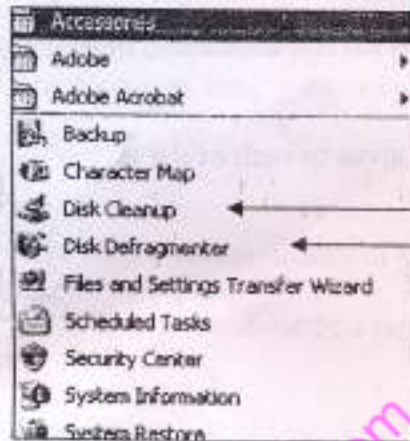 Accessories
Adobe
Adobe Acrobat
Backup
Character Map
Disk Cleanup
Disk Defragmenter
Files and Settings Transfer Wizard
Scheduled Tasks
Security Center
System Information
System Restore
om